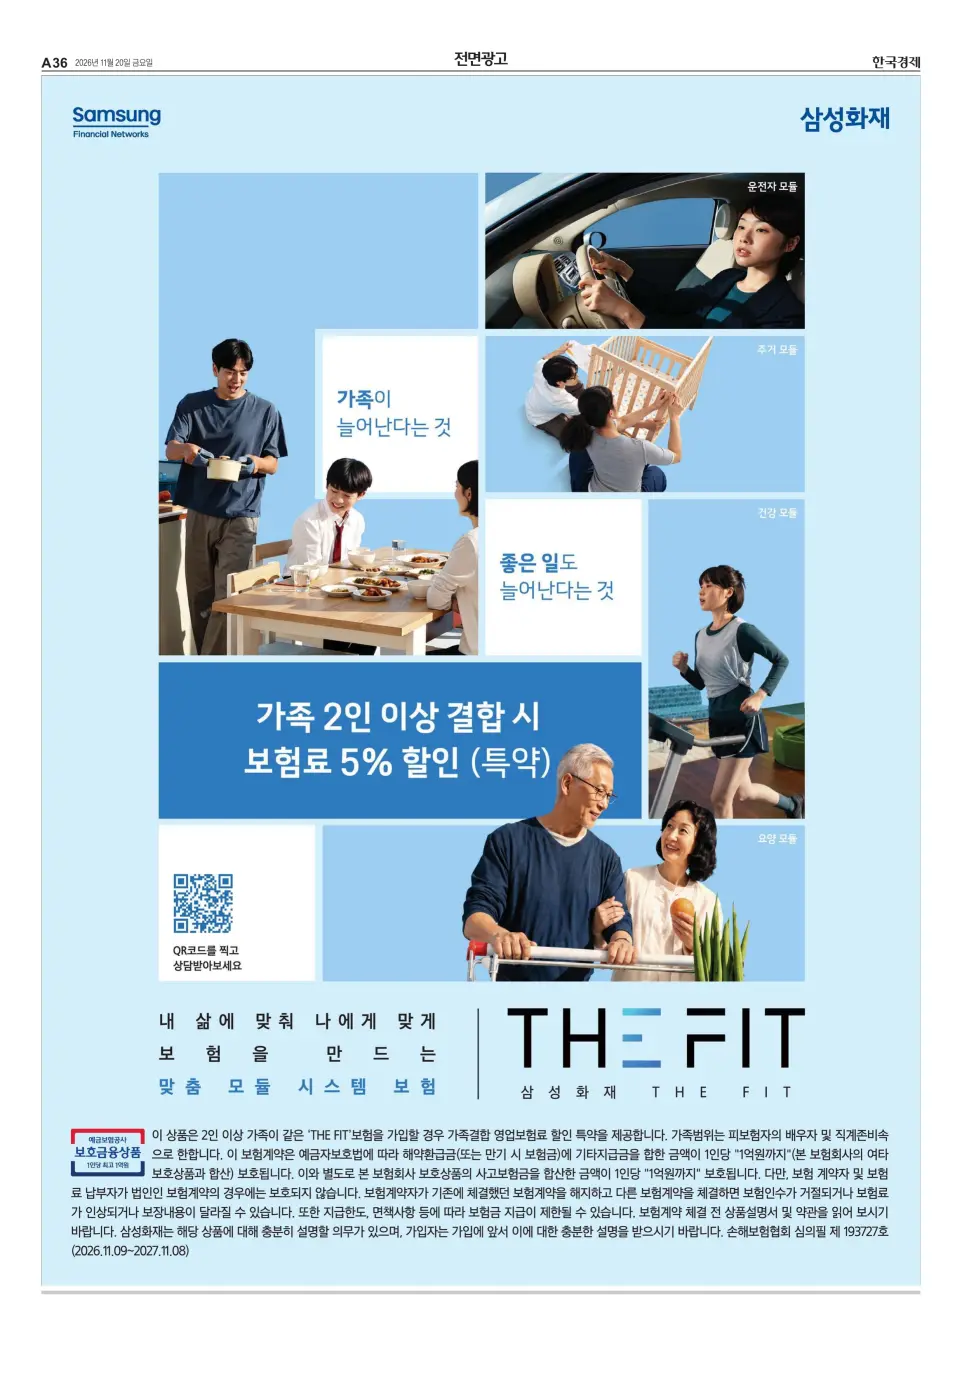 A36 2026년 11월 20일 금요일 전면광고 한국경제
Samsung
Financial Networks
삼성화재
운전자 모듈
주거 모듈
가족이
늘어난다는 것
건강 모듈
좋은 일도
늘어난다는 것
가족 2인 이상 결합 시
보험료 5% 할인 (특약)
요양 모듈
QR코드를 찍고
상담받아보세요
내 삶에 맞춰 나에게 맞게
보험을 만드는
맞춤 모듈 시스템 보험
THE FIT
삼성화재 THE FIT
예금보험공사
보호금융상품
1인당 최고 1억원
이 상품은 2인 이상 가족이 같은 'THE FIT'보험을 가입할 경우 가족결합 영업보험료 할인 특약을 제공합니다. 가족범위는 피보험자의 배우자 및 직계존비속
으로 한합니다. 이 보험계약은 예금자보호법에 따라 해약환급금(또는 만기 시 보험금)에 기타지급금을 합한 금액이 1인당 "1억원까지"(본 보험회사의 여타
보호상품과 합산) 보호됩니다. 이와 별도로 본 보험회사 보호상품의 사고보험금을 합산한 금액이 1인당 "1억원까지" 보호됩니다. 다만, 보험 계약자 및 보험
료 납부자가 법인인 보험계약의 경우에는 보호되지 않습니다. 보험계약자가 기존에 체결했던 보험계약을 해지하고 다른 보험계약을 체결하면 보험인수가 거절되거나 보험료
가 인상되거나 보장내용이 달라질 수 있습니다. 또한 지급한도, 면책사항 등에 따라 보험금 지급이 제한될 수 있습니다. 보험계약 체결 전 상품설명서 및 약관을 읽어 보시기
바랍니다. 삼성화재는 해당 상품에 대해 충분히 설명할 의무가 있으며, 가입자는 가입에 앞서 이에 대한 충분한 설명을 받으시기 바랍니다. 손해보험협회 심의필 제 193727호
(2026.11.09~2027.11.08)